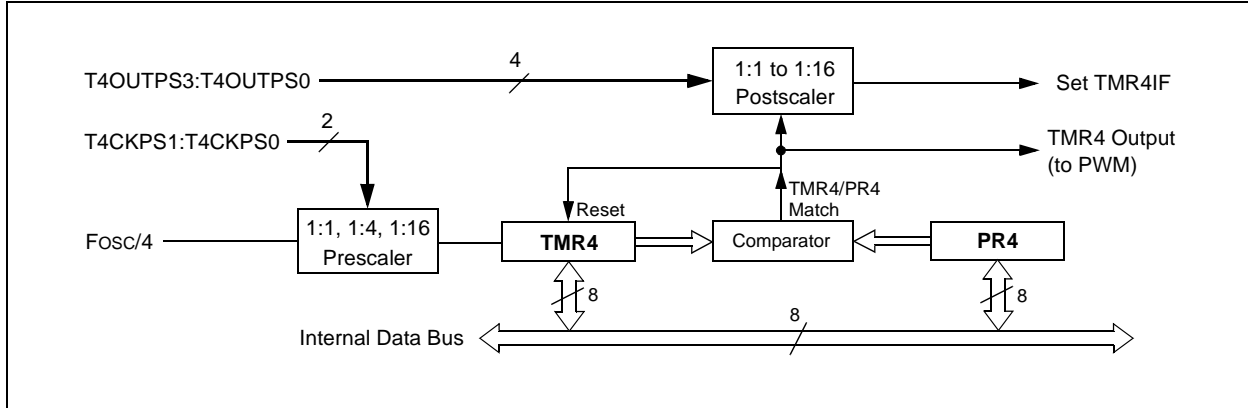 T4OUTPS3:T4OUTPS0
4
1:1 to 1:16
Postscaler
Set TMR4IF
T4CKPS1:T4CKPS0
2
TMR4 Output
(to PWM)
TMR4/PR4
Match
Reset
FOSC/4
1:1, 1:4, 1:16
Prescaler
TMR4
Comparator
PR4
8
8
Internal Data Bus
8